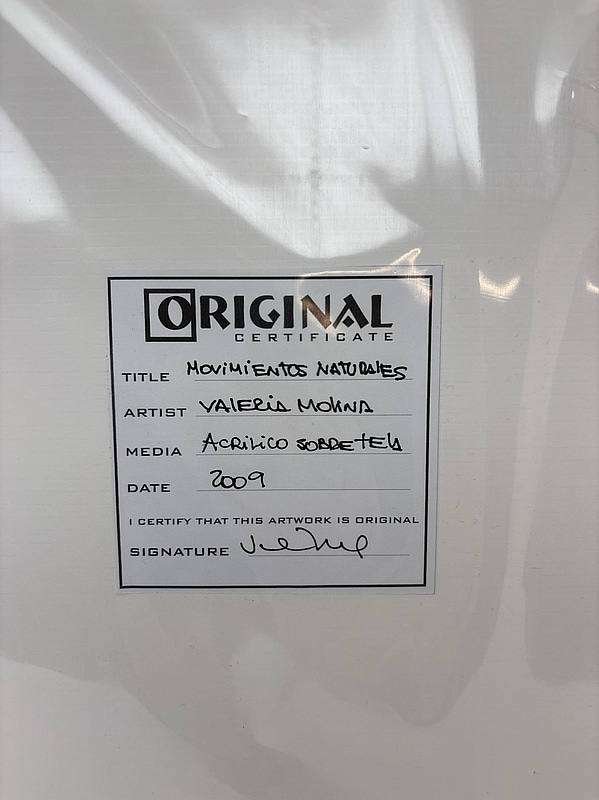 ORIGINAL
CERTIFICATE
TITLE MOVIMIENTOS NATURALES
ARTIST VALERIA MOLINA
MEDIA ACRILICO SOBRE TELA
DATE 2009
I CERTIFY THAT THIS ARTWORK IS ORIGINAL
SIGNATURE